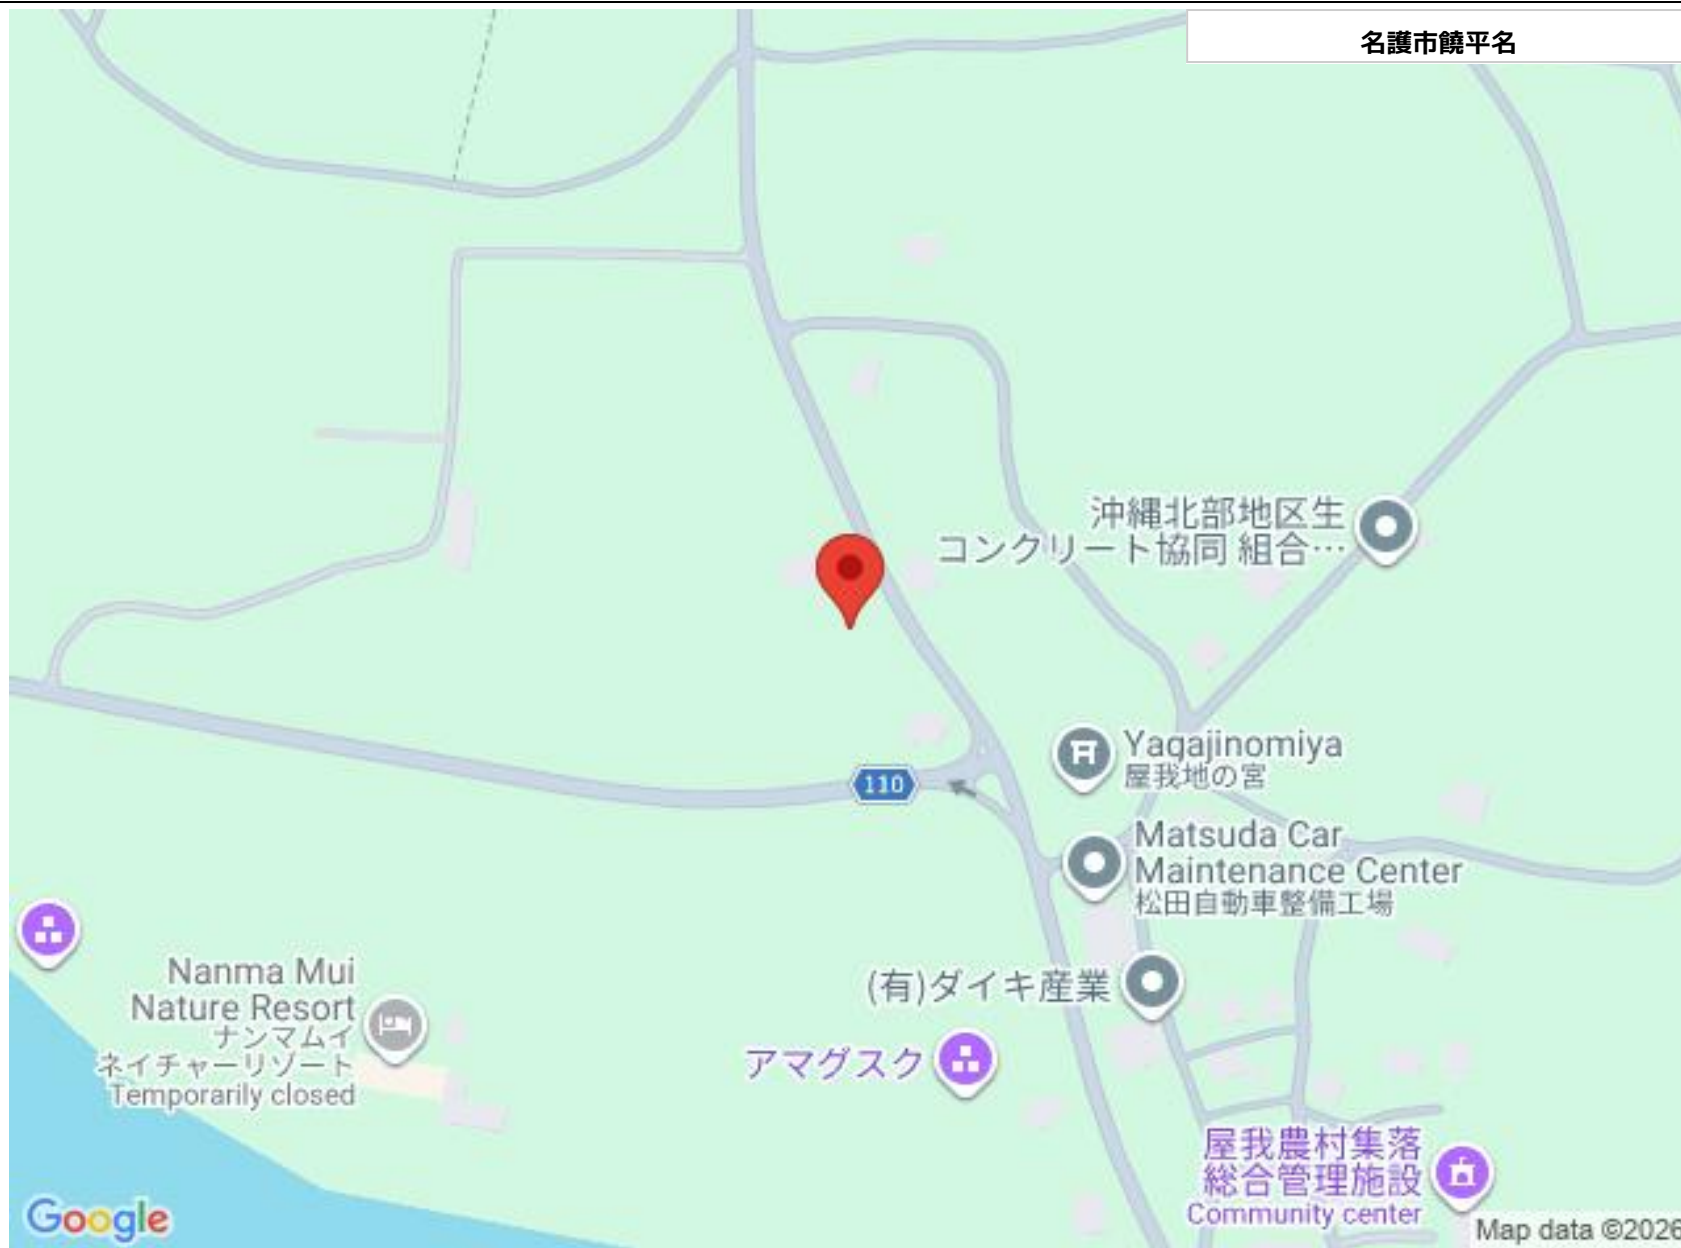 名護市饒平名
沖縄北部地区生
コンクリート協同 組合…
110
Yagajinomiya
屋我地の宮
Matsuda Car
Maintenance Center
松田自動車整備工場
(有)ダイキ産業
Nanma Mui
Nature Resort
ナンマムイ
ネイチャーリゾート
Temporarily closed
アマグスク
屋我農村集落
総合管理施設
Community center
Google
Map data ©2026